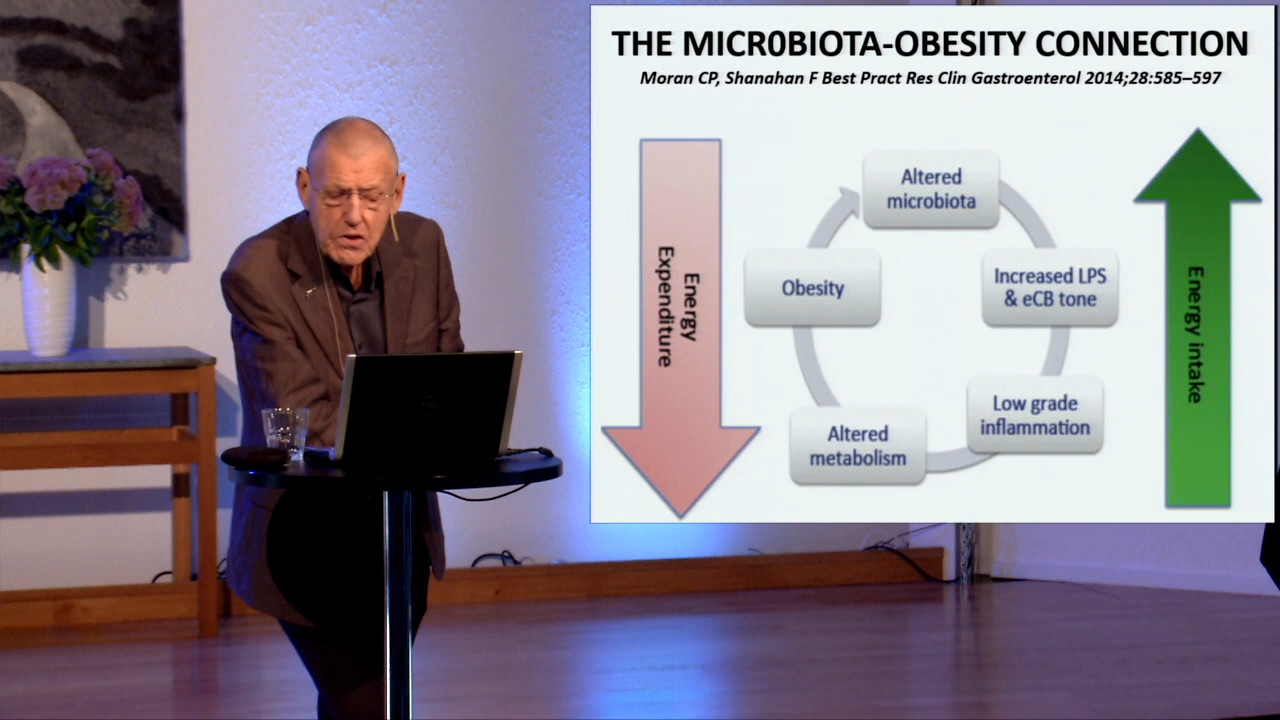 THE MICR0BIOTA-OBESITY CONNECTION
Moran CP, Shanahan F Best Pract Res Clin Gastroenterol 2014;28:585–597
Energy
Expenditure
Altered
microbiota
Increased LPS
& eCB tone
Low grade
inflammation
Altered
metabolism
Obesity
Energy intake